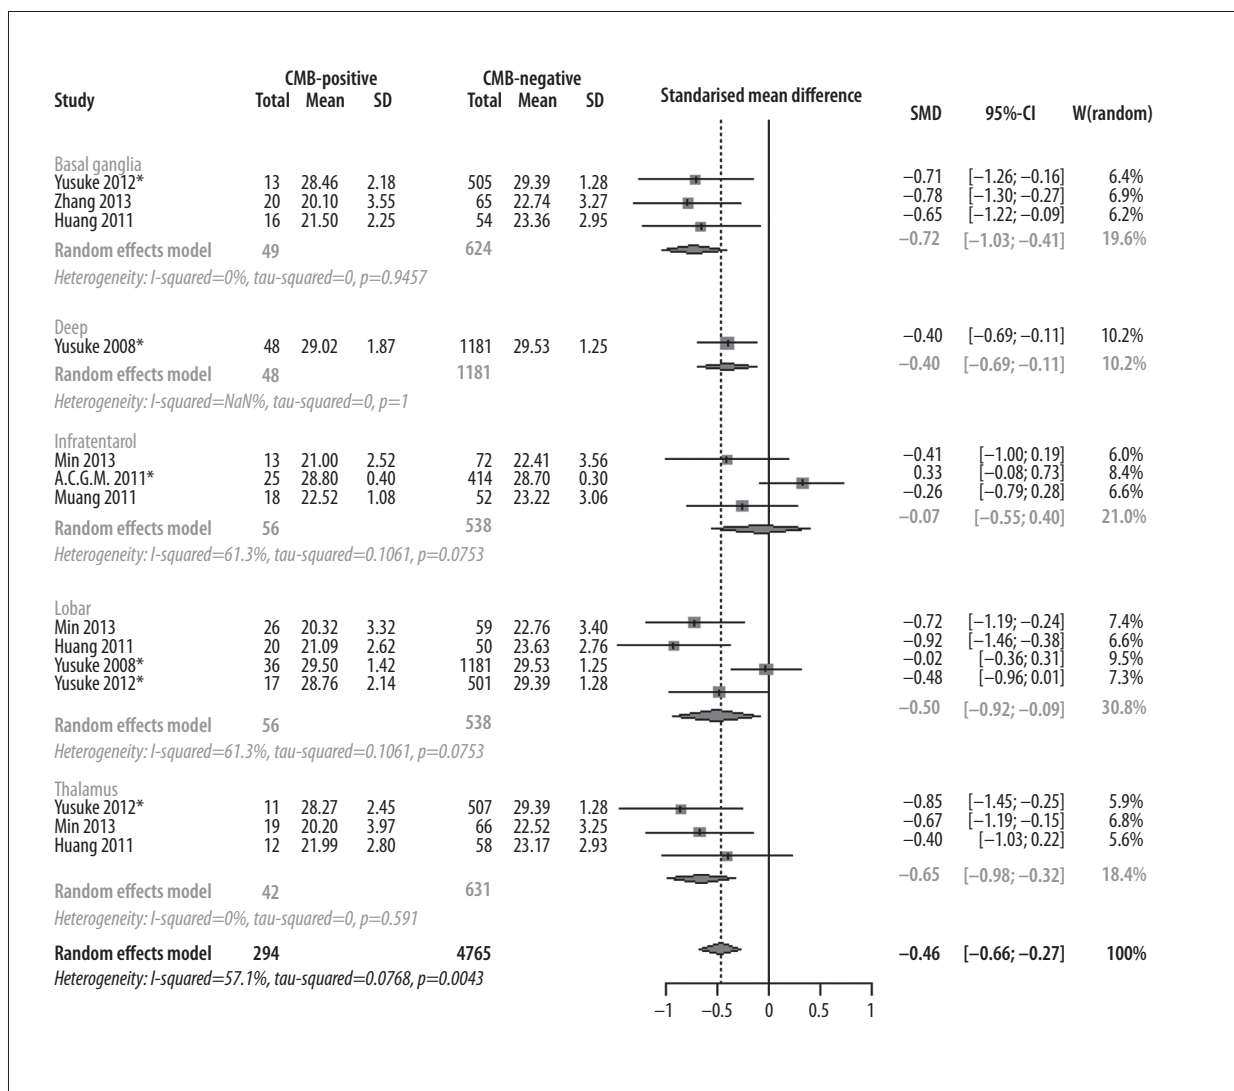 CMB-positive CMB-negative
Study Total Mean SD Total Mean SD Standarised mean difference SMD 95%-CI W(random)
Basal ganglia
Yusuke 2012* 13 28.46 2.18 505 29.39 1.28 −0.71 [−1.26; −0.16] 6.4%
Zhang 2013 20 20.10 3.55 65 22.74 3.27 −0.78 [−1.30; −0.27] 6.9%
Huang 2011 16 21.50 2.25 54 23.36 2.95 −0.65 [−1.22; −0.09] 6.2%
Random effects model 49 624 −0.72 [−1.03; −0.41] 19.6%
Heterogeneity: I-squared=0%, tau-squared=0, p=0.9457
Deep
Yusuke 2008* 48 29.02 1.87 1181 29.53 1.25 −0.40 [−0.69; −0.11] 10.2%
Random effects model 48 1181 −0.40 [−0.69; −0.11] 10.2%
Heterogeneity: I-squared=NaN%, tau-squared=0, p=1
Infratentarol
Min 2013 13 21.00 2.52 72 22.41 3.56 −0.41 [−1.00; 0.19] 6.0%
A.C.G.M. 2011* 25 28.80 0.40 414 28.70 0.30 0.33 [−0.08; 0.73] 8.4%
Muang 2011 18 22.52 1.08 52 23.22 3.06 −0.26 [−0.79; 0.28] 6.6%
Random effects model 56 538 −0.07 [−0.55; 0.40] 21.0%
Heterogeneity: I-squared=61.3%, tau-squared=0.1061, p=0.0753
Lobar
Min 2013 26 20.32 3.32 59 22.76 3.40 −0.72 [−1.19; −0.24] 7.4%
Huang 2011 20 21.09 2.62 50 23.63 2.76 −0.92 [−1.46; −0.38] 6.6%
Yusuke 2008* 36 29.50 1.42 1181 29.53 1.25 −0.02 [−0.36; 0.31] 9.5%
Yusuke 2012* 17 28.76 2.14 501 29.39 1.28 −0.48 [−0.96; 0.01] 7.3%
Random effects model 56 538 −0.50 [−0.92; −0.09] 30.8%
Heterogeneity: I-squared=61.3%, tau-squared=0.1061, p=0.0753
Thalamus
Yusuke 2012* 11 28.27 2.45 507 29.39 1.28 −0.85 [−1.45; −0.25] 5.9%
Min 2013 19 20.20 3.97 66 22.52 3.25 −0.67 [−1.19; −0.15] 6.8%
Huang 2011 12 21.99 2.80 58 23.17 2.93 −0.40 [−1.03; 0.22] 5.6%
Random effects model 42 631 −0.65 [−0.98; −0.32] 18.4%
Heterogeneity: I-squared=0%, tau-squared=0, p=0.591
Random effects model 294 4765 −0.46 [−0.66; −0.27] 100%
Heterogeneity: I-squared=57.1%, tau-squared=0.0768, p=0.0043
−1 −0.5 0 0.5 1